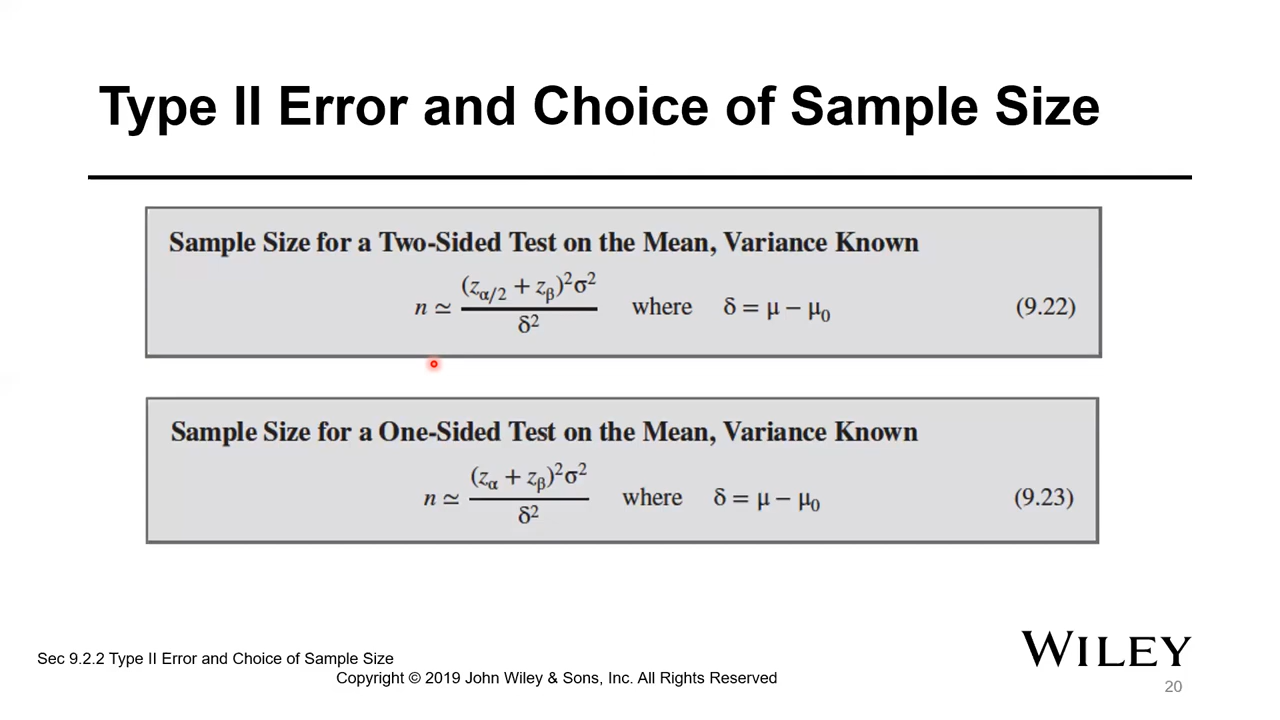 Type II Error and Choice of Sample Size
Sample Size for a Two-Sided Test on the Mean, Variance Known
n ≃ (z_{α/2} + z_β)²σ² / δ² where δ = μ − μ₀ (9.22)
Sample Size for a One-Sided Test on the Mean, Variance Known
n ≃ (z_α + z_β)²σ² / δ² where δ = μ − μ₀ (9.23)
Sec 9.2.2 Type II Error and Choice of Sample Size
Copyright © 2019 John Wiley & Sons, Inc. All Rights Reserved
WILEY
20